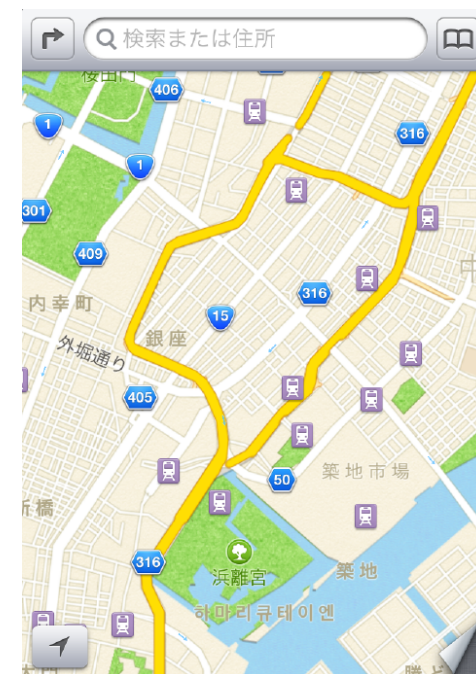 検索または住所
桜田門
406
1
316
1
301
409
316
内幸町
15
銀座
外堀通り
405
築地市場
50
新橋
316
浜離宮
築地
하마리큐테이엔
勝ど